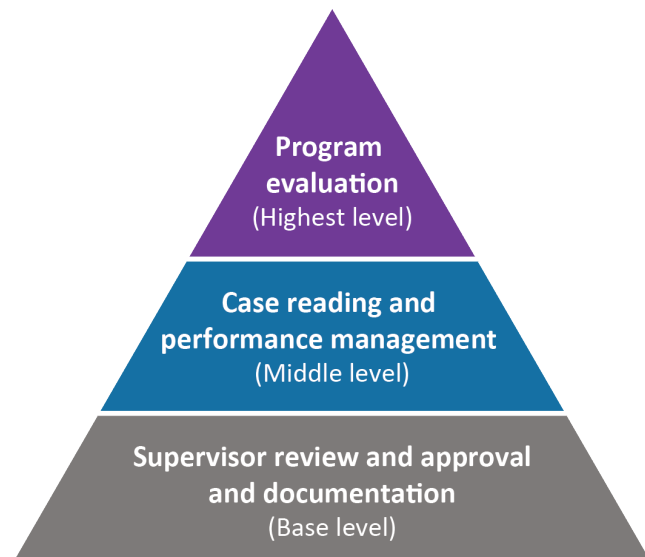 Program
evaluation
(Highest level)
Case reading and
performance management
(Middle level)
Supervisor review and approval
and documentation
(Base level)